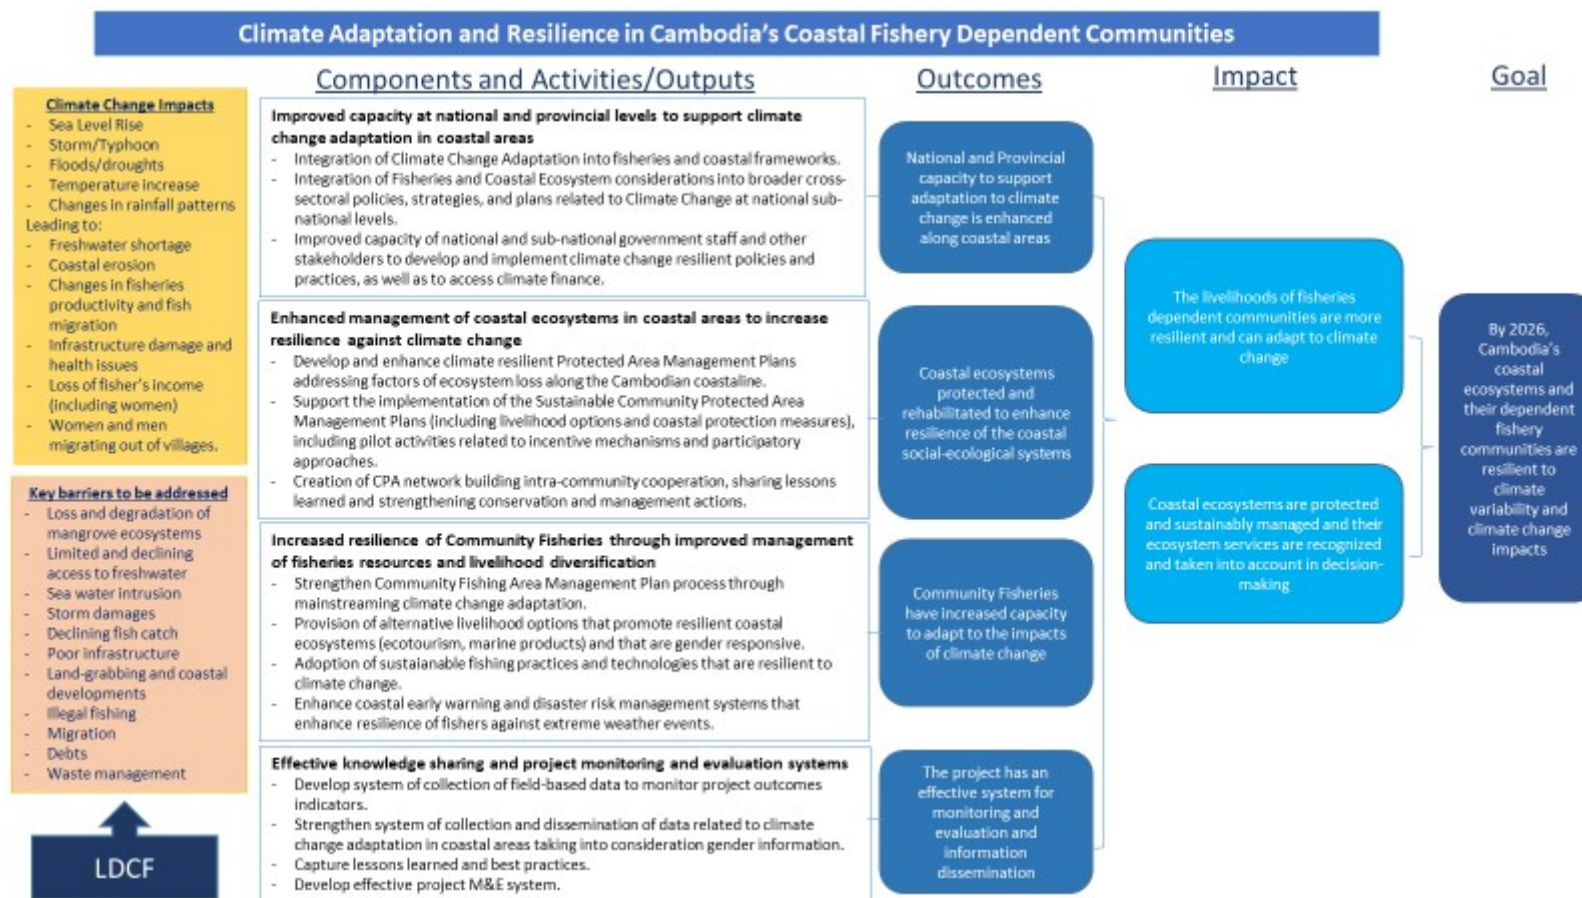 Climate Adaptation and Resilience in Cambodia's Coastal Fishery Dependent Communities
Components and Activities/Outputs
Outcomes
Impact
Goal
Climate Change Impacts
- Sea Level Rise
- Storm/Typhoon
- Floods/droughts
- Temperature increase
- Changes in rainfall patterns
Leading to:
- Freshwater shortage
- Coastal erosion
- Changes in fisheries
productivity and fish
migration
- Infrastructure damage and
health issues
- Loss of fisher's income
(including women)
- Women and men
migrating out of villages.
Key barriers to be addressed
- Loss and degradation of
mangrove ecosystems
- Limited and declining
access to freshwater
- Sea water intrusion
- Storm damages
- Declining fish catch
- Poor infrastructure
- Land-grabbing and coastal
developments
- Illegal fishing
- Migration
- Debts
- Waste management
LDCF
Improved capacity at national and provincial levels to support climate
change adaptation in coastal areas
- Integration of Climate Change Adaptation into fisheries and coastal frameworks.
- Integration of Fisheries and Coastal Ecosystem considerations into broader cross-
sectoral policies, strategies, and plans related to Climate Change at national sub-
national levels.
- Improved capacity of national and sub-national government staff and other
stakeholders to develop and implement climate change resilient policies and
practices, as well as to access climate finance.
Enhanced management of coastal ecosystems in coastal areas to increase
resilience against climate change
- Develop and enhance climate resilient Protected Area Management Plans
addressing factors of ecosystem loss along the Cambodian coastaline.
- Support the implementation of the Sustainable Community Protected Area
Management Plans (including livelihood options and coastal protection measures),
including pilot activities related to incentive mechanisms and participatory
approaches.
- Creation of CPA network building intra-community cooperation, sharing lessons
learned and strengthening conservation and management actions.
Increased resilience of Community Fisheries through improved management
of fisheries resources and livelihood diversification
- Strengthen Community Fishing Area Management Plan process through
mainstreaming climate change adaptation.
- Provision of alternative livelihood options that promote resilient coastal
ecosystems (ecotourism, marine products) and that are gender responsive.
- Adoption of sustaianable fishing practices and technologies that are resilient to
climate change.
- Enhance coastal early warning and disaster risk management systems that
enhance resilience of fishers against extreme weather events.
Effective knowledge sharing and project monitoring and evaluation systems
- Develop system of collection of field-based data to monitor project outcomes
indicators.
- Strengthen system of collection and dissemination of data related to climate
change adaptation in coastal areas taking into consideration gender information.
- Capture lessons learned and best practices.
- Develop effective project M&E system.
National and Provincial
capacity to support
adaptation to climate
change is enhanced
along coastal areas
Coastal ecosystems
protected and
rehabilitated to enhance
resilience of the coastal
social-ecological systems
Community Fisheries
have increased capacity
to adapt to the impacts
of climate change
The project has an
effective system for
monitoring and
evaluation and
information
dissemination
The livelihoods of fisheries
dependent communities are more
resilient and can adapt to climate
change
Coastal ecosystems are protected
and sustainably managed and their
ecosystem services are recognized
and taken into account in decision-
making
By 2026,
Cambodia's
coastal
ecosystems and
their dependent
fishery
communities are
resilient to
climate
variability and
climate change
impacts